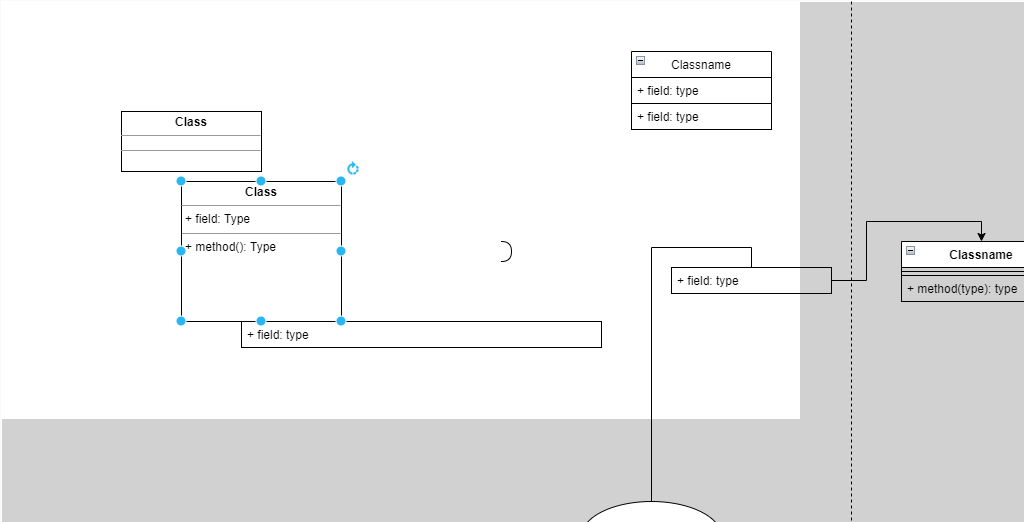 Classname
+ field: type
+ field: type
Class
Class
+ field: Type
+ method(): Type
+ field: type
+ field: type
Classname
+ method(type): type